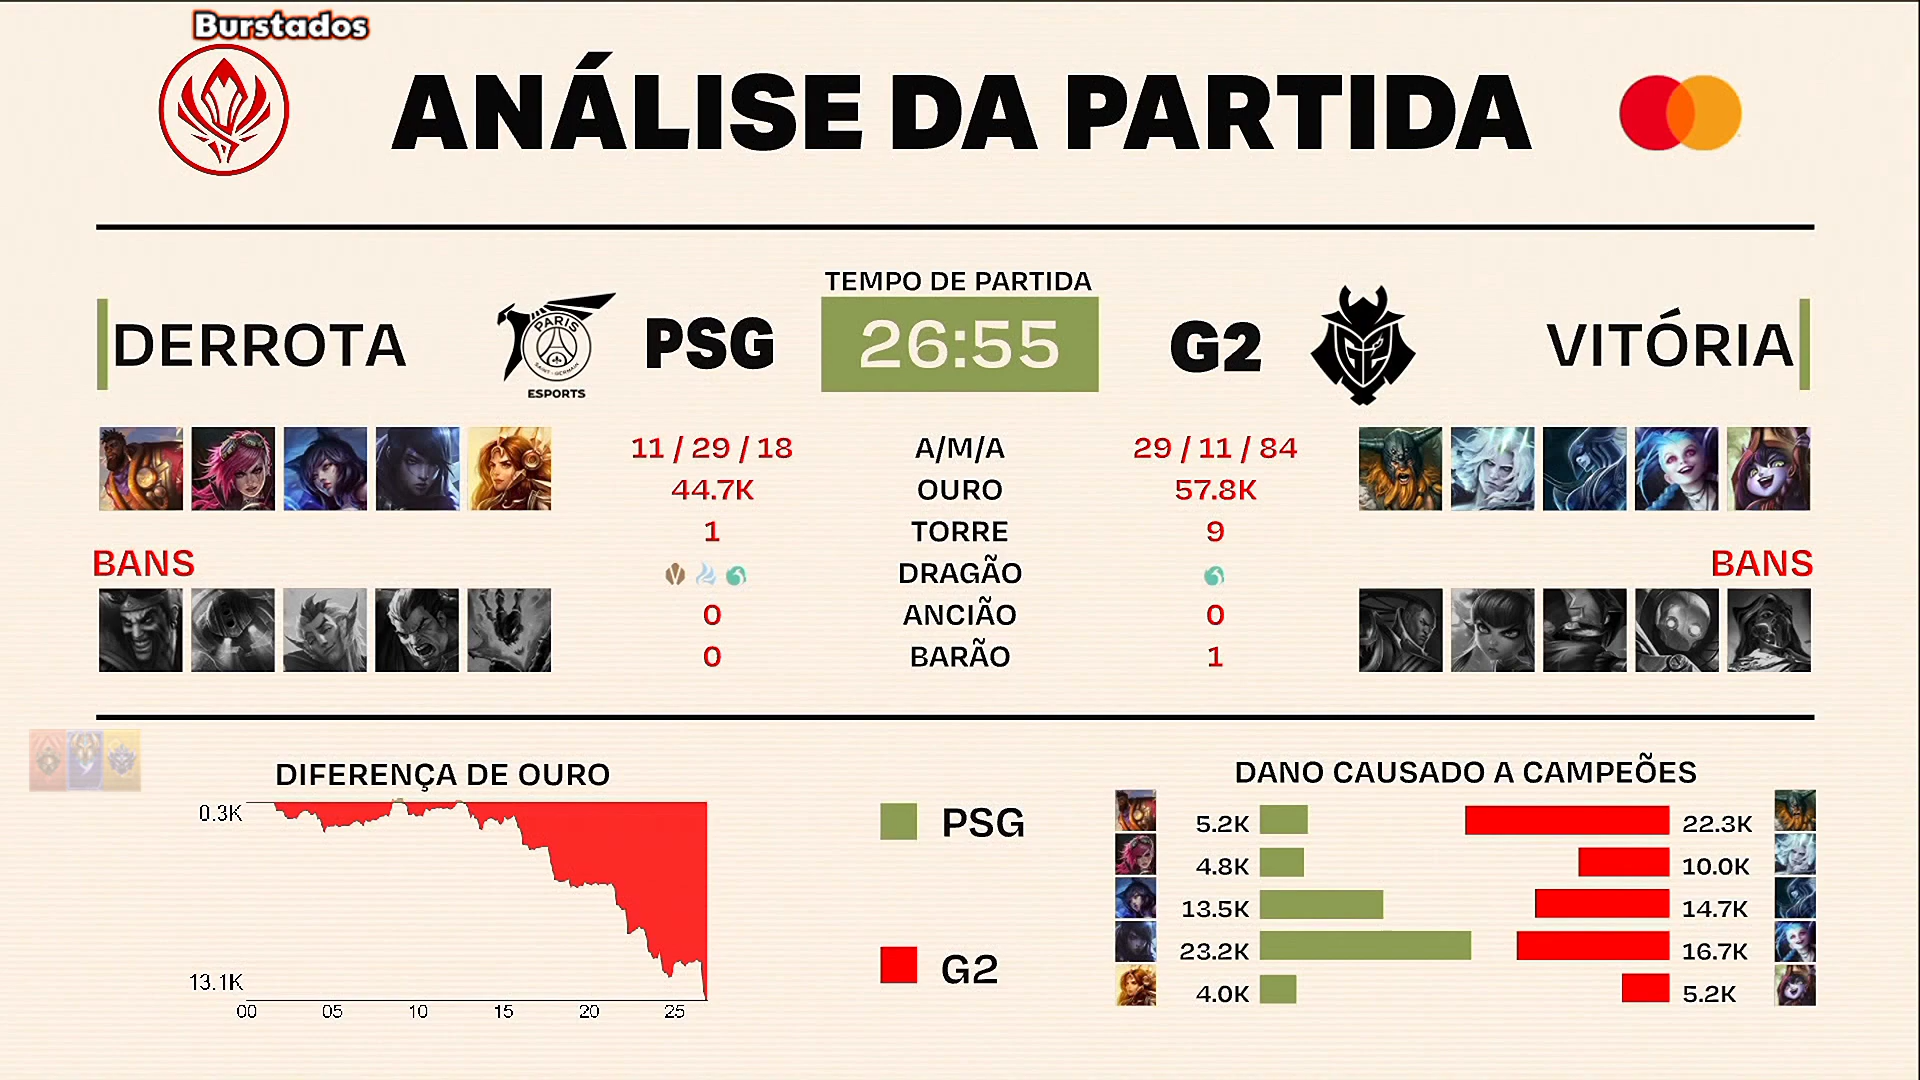 Burstados
ANÁLISE DA PARTIDA
TEMPO DE PARTIDA
DERROTA
PARIS
SAINT-GERMAIN
ESPORTS
PSG
26:55
G2
G2
VITÓRIA
11 / 29 / 18 A/M/A 29 / 11 / 84
44.7K OURO 57.8K
1 TORRE 9
BANS
DRAGÃO
BANS
0 ANCIÃO 0
0 BARÃO 1
DIFERENÇA DE OURO
0.3K
13.1K
00 05 10 15 20 25
PSG
G2
DANO CAUSADO A CAMPEÕES
5.2K 22.3K
4.8K 10.0K
13.5K 14.7K
23.2K 16.7K
4.0K 5.2K